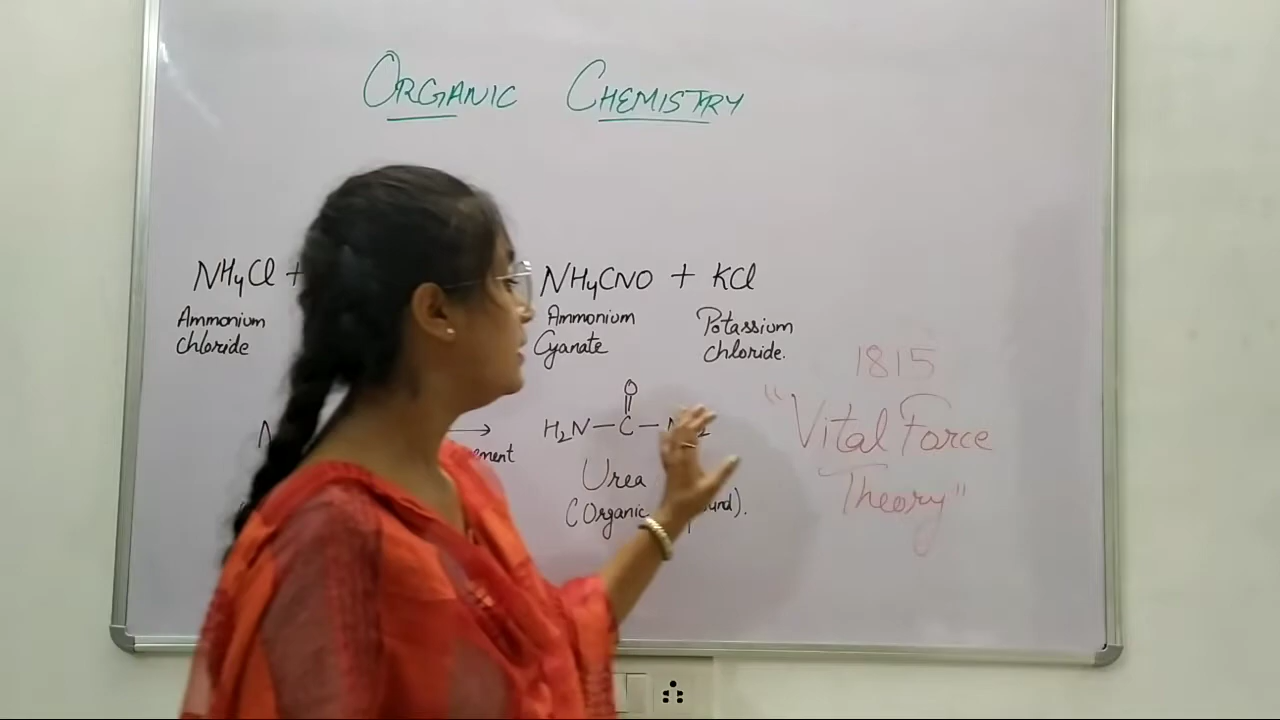 ORGANIC CHEMISTRY
NH4Cl + NH4CNO + KCl
Ammonium Chloride
Ammonium Cyanate
Potassium chloride.
1815
"Vital Force
Theory"
O
H2N — C —
Urea
(Organic